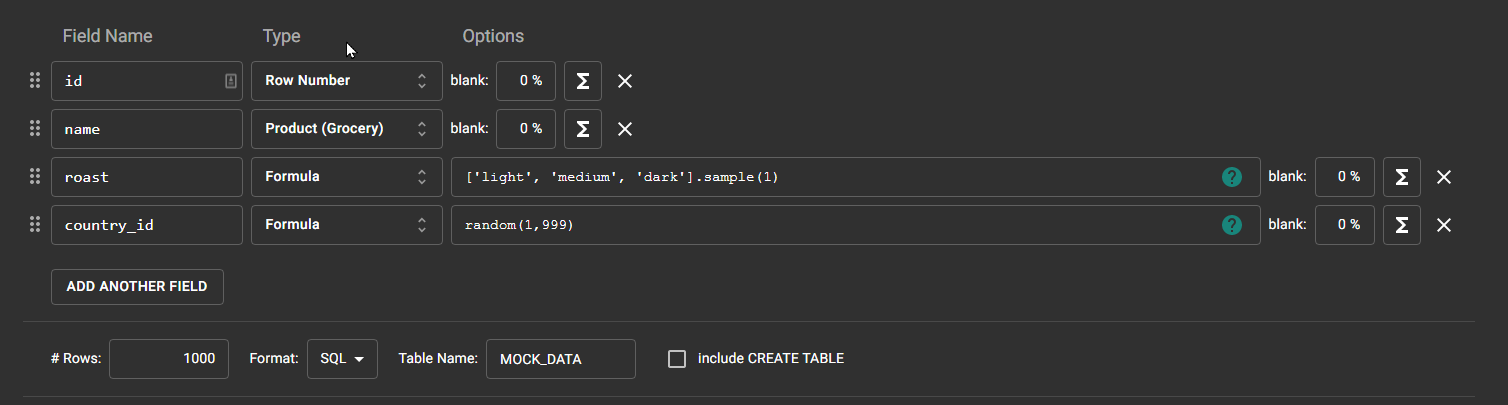 Field Name Type Options
id Row Number blank: 0 % Σ ×
name Product (Grocery) blank: 0 % Σ ×
roast Formula ['light', 'medium', 'dark'].sample(1) ? blank: 0 % Σ ×
country_id Formula random(1,999) ? blank: 0 % Σ ×
ADD ANOTHER FIELD
# Rows: 1000 Format: SQL Table Name: MOCK_DATA include CREATE TABLE